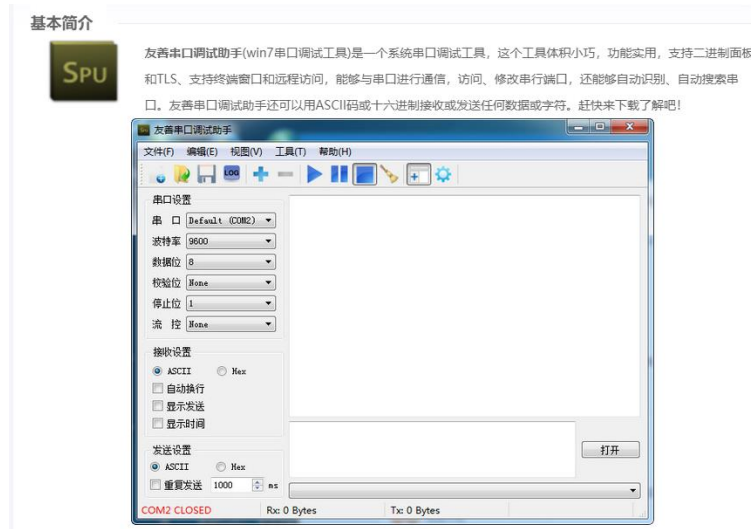 基本简介
SPU
友善串口调试助手(win7串口调试工具)是一个系统串口调试工具，这个工具体积小巧，功能实用，支持二进制面板
和TLS、支持终端窗口和远程访问，能够与串口进行通信，访问、修改串行端口，还能够自动识别、自动搜索串
口。友善串口调试助手还可以用ASCII码或十六进制接收或发送任何数据或字符。赶快来下载了解吧！
友善串口调试助手
文件(F) 编辑(E) 视图(V) 工具(T) 帮助(H)
LOG
串口设置
串 口 Default (COM2)
波特率 9600
数据位 8
校验位 None
停止位 1
流 控 None
接收设置
ASCII Hex
自动换行
显示发送
显示时间
发送设置
ASCII Hex
重复发送 1000 ms
打开
COM2 CLOSED Rx: 0 Bytes Tx: 0 Bytes